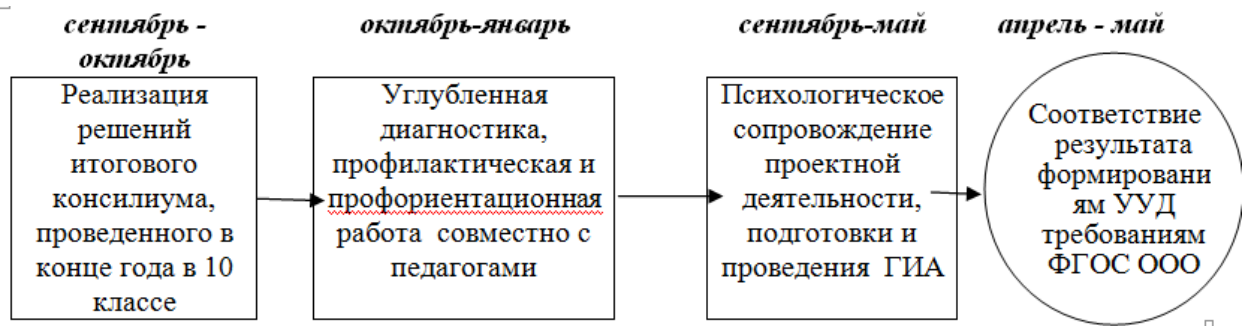 сентябрь -
октябрь
октябрь-январь
сентябрь-май
апрель - май
Реализация
решений
итогового
консилиума,
проведенного в
конце года в 10
классе
Углубленная
диагностика,
профилактическая и
профориентационная
работа совместно с
педагогами
Психологическое
сопровождение
проектной
деятельности,
подготовки и
проведения ГИА
Соответствие
результата
формировани
ям УУД
требованиям
ФГОС ООО